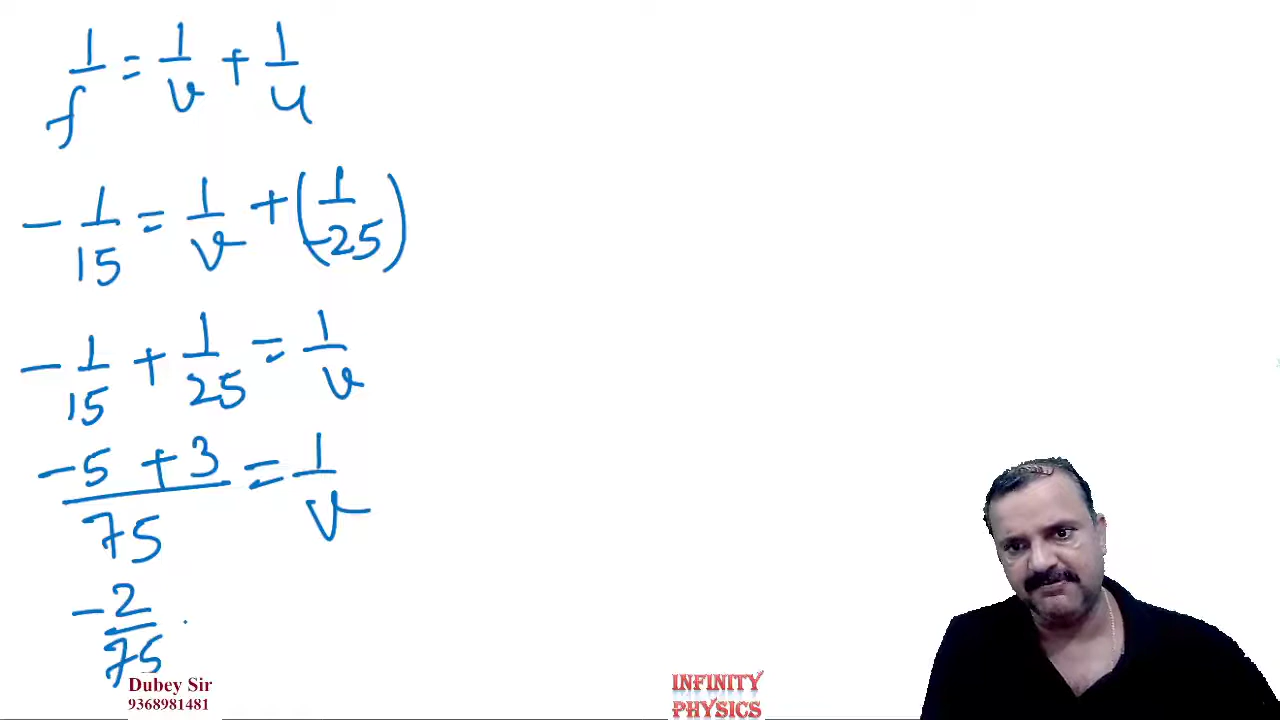 1/f = 1/v + 1/u
- 1/15 = 1/v + (1/-25)
- 1/15 + 1/25 = 1/v
-5 + 3/75 = 1/v
-2/75
Dubey Sir
9368981481
INFINITY
PHYSICS